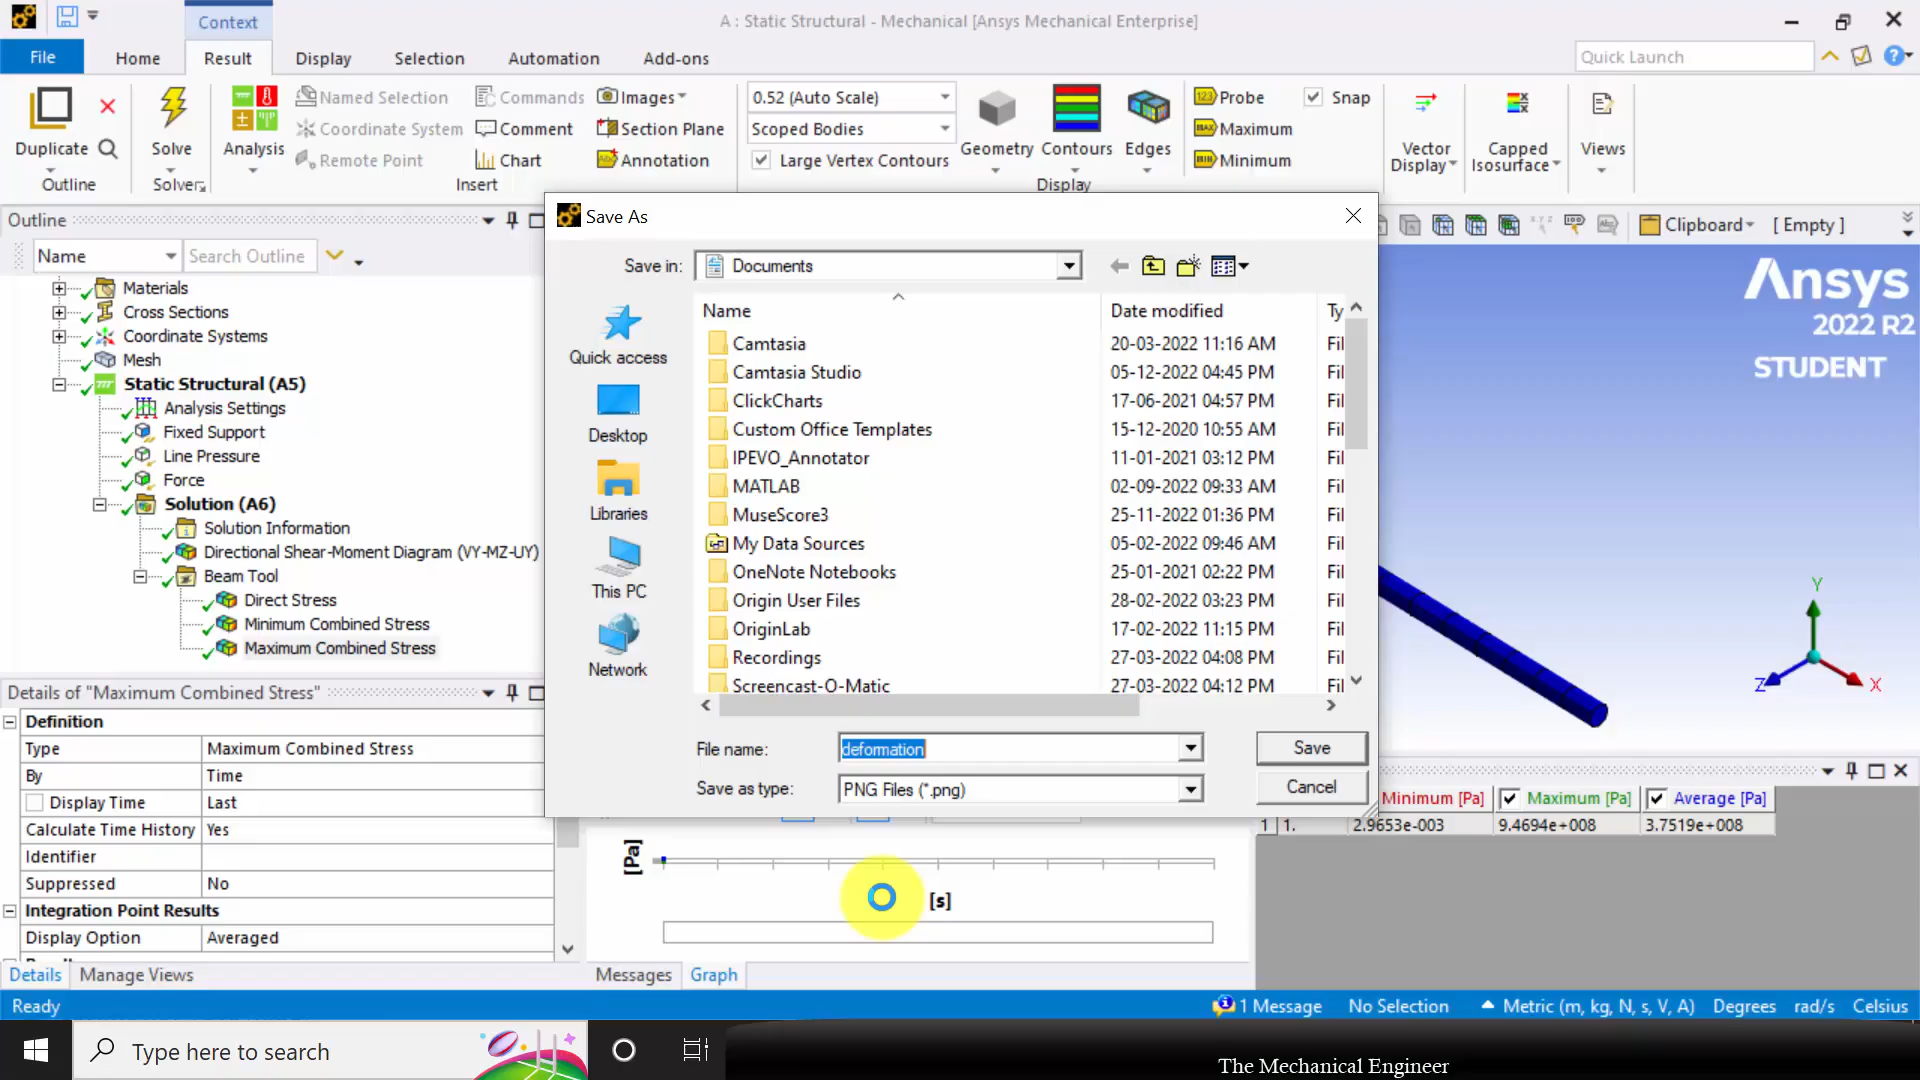 Context
A : Static Structural - Mechanical [Ansys Mechanical Enterprise]
File
Home
Result
Display
Selection
Automation
Add-ons
Quick Launch
Duplicate
Outline
Solve
Solver
Analysis
Named Selection
Coordinate System
Remote Point
Commands
Comment
Chart
Insert
Images
Section Plane
Annotation
0.52 (Auto Scale)
Scoped Bodies
Large Vertex Contours
Geometry
Contours
Edges
Display
Probe
Maximum
Minimum
Snap
Vector
Display
Capped
Isosurface
Views
Outline
Name
Search Outline
Materials
Cross Sections
Coordinate Systems
Mesh
Static Structural (A5)
Analysis Settings
Fixed Support
Line Pressure
Force
Solution (A6)
Solution Information
Directional Shear-Moment Diagram (VY-MZ-UY)
Beam Tool
Direct Stress
Minimum Combined Stress
Maximum Combined Stress
Details of "Maximum Combined Stress"
Definition
Type Maximum Combined Stress
By Time
Display Time Last
Calculate Time History Yes
Identifier
Suppressed No
Integration Point Results
Display Option Averaged
Details
Manage Views
Save As
Save in: Documents
Quick access
Desktop
Libraries
This PC
Network
Name Date modified Ty
Camtasia 20-03-2022 11:16 AM Fil
Camtasia Studio 05-12-2022 04:45 PM Fil
ClickCharts 17-06-2021 04:57 PM Fil
Custom Office Templates 15-12-2020 10:55 AM Fil
IPEVO_Annotator 11-01-2021 03:12 PM Fil
MATLAB 02-09-2022 09:33 AM Fil
MuseScore3 25-11-2022 01:36 PM Fil
My Data Sources 05-02-2022 09:46 AM Fil
OneNote Notebooks 25-01-2021 02:22 PM Fil
Origin User Files 28-02-2022 03:23 PM Fil
OriginLab 17-02-2022 11:15 PM Fil
Recordings 27-03-2022 04:08 PM Fil
Screencast-O-Matic 27-03-2022 04:12 PM Fil
File name: deformation
Save
Save as type: PNG Files (*.png)
Cancel
Clipboard
[ Empty ]
Ansys
2022 R2
STUDENT
Y
Z
X
Minimum [Pa] Maximum [Pa] Average [Pa]
1 1. 2.9653e-003 9.4694e+008 3.7519e+008
[Pa]
[s]
Messages
Graph
Ready
1 Message
No Selection
Metric (m, kg, N, s, V, A)
Degrees
rad/s
Celsius
Type here to search
The Mechanical Engineer